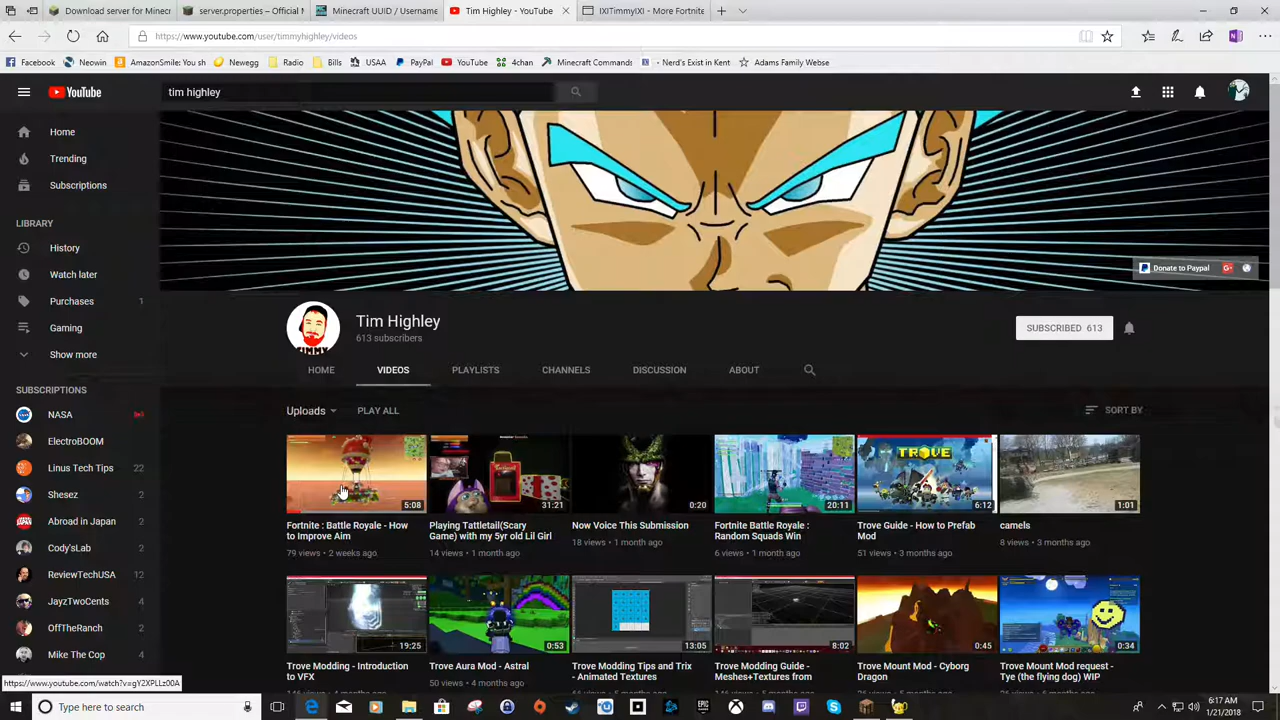 Download server for Minec
server.properties – Official M
Minecraft UUID / Username
Tim Highley - YouTube
IXITimmyIXI - More Fortnite
https://www.youtube.com/user/timmyhighley/videos
Facebook Neowin AmazonSmile: You sh Newegg Radio Bills USAA PayPal YouTube 4chan Minecraft Commands - Nerd's Exist in Kent Adams Family Webse
YouTube
tim highley
Home
Trending
Subscriptions
LIBRARY
History
Watch later
Purchases 1
Gaming
Show more
SUBSCRIPTIONS
NASA
ElectroBOOM
Linus Tech Tips 22
Shesez 2
Abroad in Japan 2
Cody'sLab 2
ReviewTechUSA 12
JayzTwoCents 4
OffTheRanch 2
Mike The Cop 4
Donate to Paypal
Tim Highley
613 subscribers
SUBSCRIBED 613
HOME VIDEOS PLAYLISTS CHANNELS DISCUSSION ABOUT
Uploads PLAY ALL SORT BY
5:08
31:21
0:20
20:11
TROVE
6:12
1:01
Fortnite : Battle Royale - How
to Improve Aim
79 views • 2 weeks ago
Playing Tattletail(Scary
Game) with my 5yr old Lil Girl
14 views • 1 month ago
Now Voice This Submission
18 views • 1 month ago
Fortnite Battle Royale :
Random Squads Win
6 views • 1 month ago
Trove Guide - How to Prefab
Mod
51 views • 3 months ago
camels
8 views • 3 months ago
19:25
0:53
13:05
8:02
0:45
0:34
Trove Modding - Introduction
to VFX
Trove Aura Mod - Astral
Trove Modding Tips and Trix
- Animated Textures
Trove Modding Guide -
Meshes+Textures from
Trove Mount Mod - Cyborg
Dragon
Trove Mount Mod request -
Tye (the flying dog) WIP
https://www.youtube.com/watch?v=gY2XPLLz00A
Type here to search
6:17 AM
1/21/2018